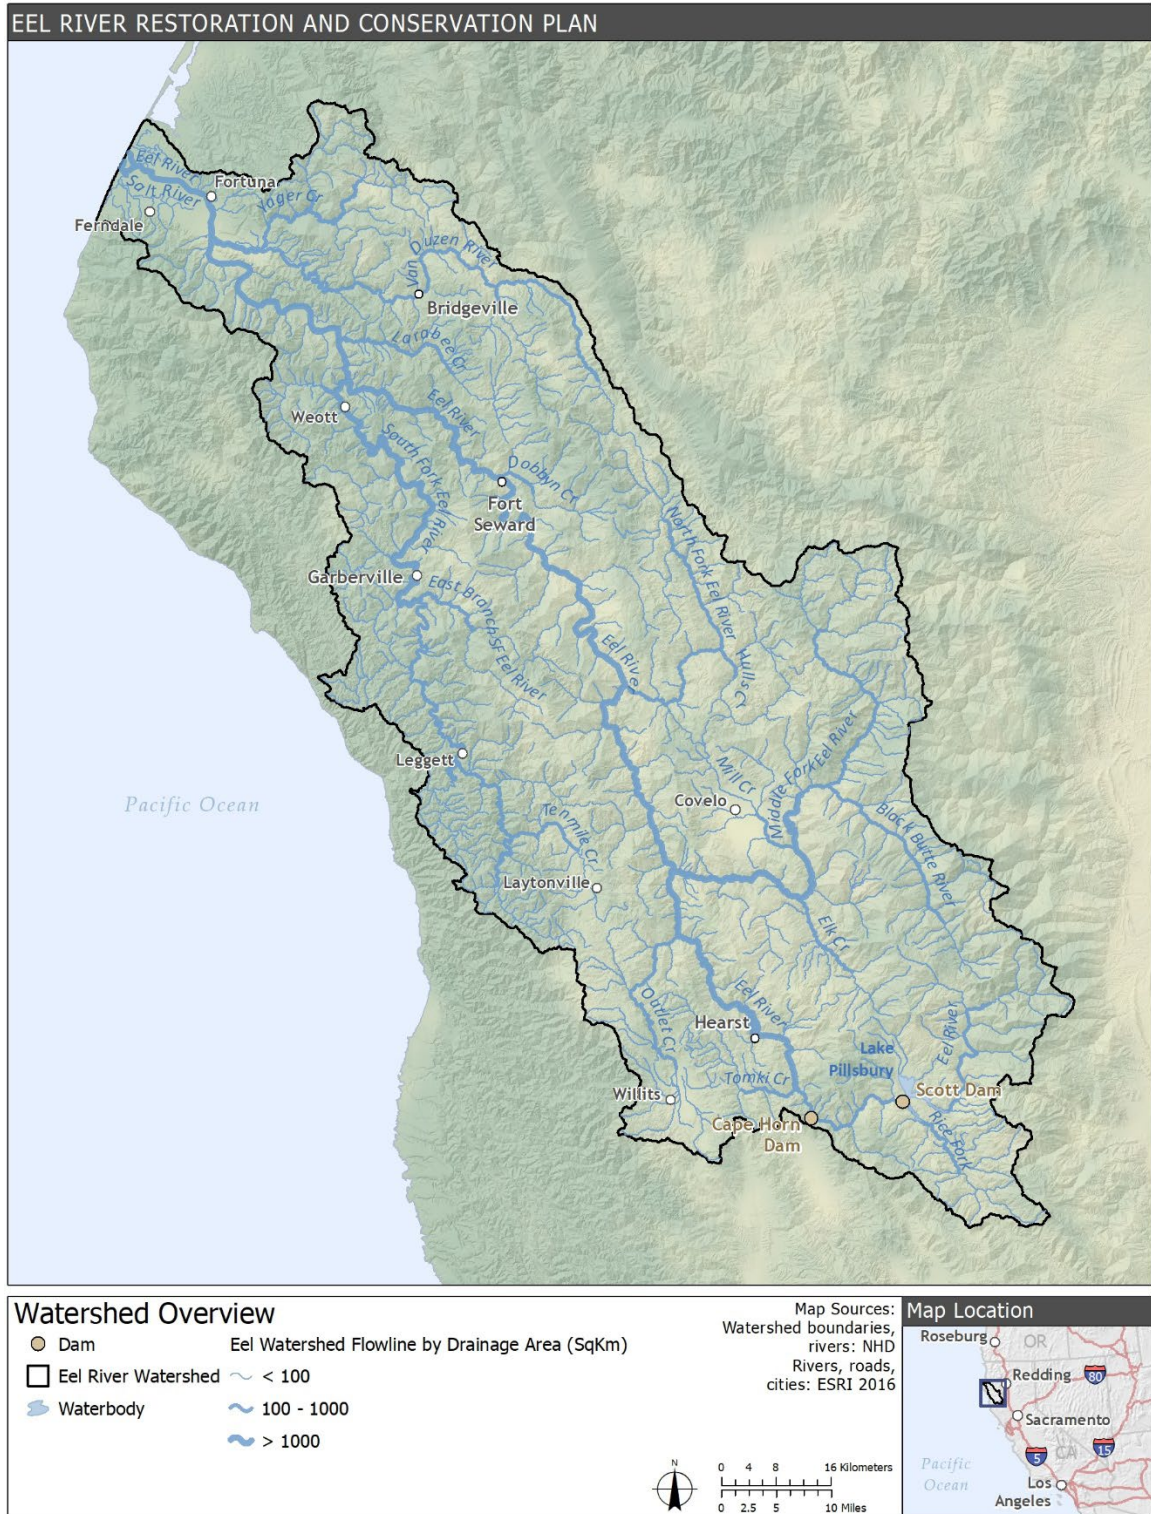 EEL RIVER RESTORATION AND CONSERVATION PLAN
Eel River
Salt River
Fortuna
Yager Cr
Ferndale
Duzen River
Van
Bridgeville
Larabee Cr
Eel River
Weott
South Fork Eel River
Dobbyn Cr
Fort
Seward
North Fork Eel River
Garberville
East Branch SF Eel River
Eel River
Hulls Cr
Leggett
Mill Cr
Middle Fork Eel River
Pacific Ocean
Covelo
Black Butte River
Tenmile Cr
Laytonville
Elk Cr
Outlet Cr
Eel River
Hearst
Eel River
Lake
Pillsbury
Tomki Cr
Scott Dam
Willits
Cape Horn
Dam
Rice Fork
Watershed Overview
Dam
Eel River Watershed
Waterbody
Eel Watershed Flowline by Drainage Area (SqKm)
< 100
100 - 1000
> 1000
Map Sources:
Watershed boundaries,
rivers: NHD
Rivers, roads,
cities: ESRI 2016
N
0 4 8 16 Kilometers
0 2.5 5 10 Miles
Map Location
Roseburg
OR
Redding
80
Sacramento
5
CA
15
Pacific
Ocean
Los
Angeles